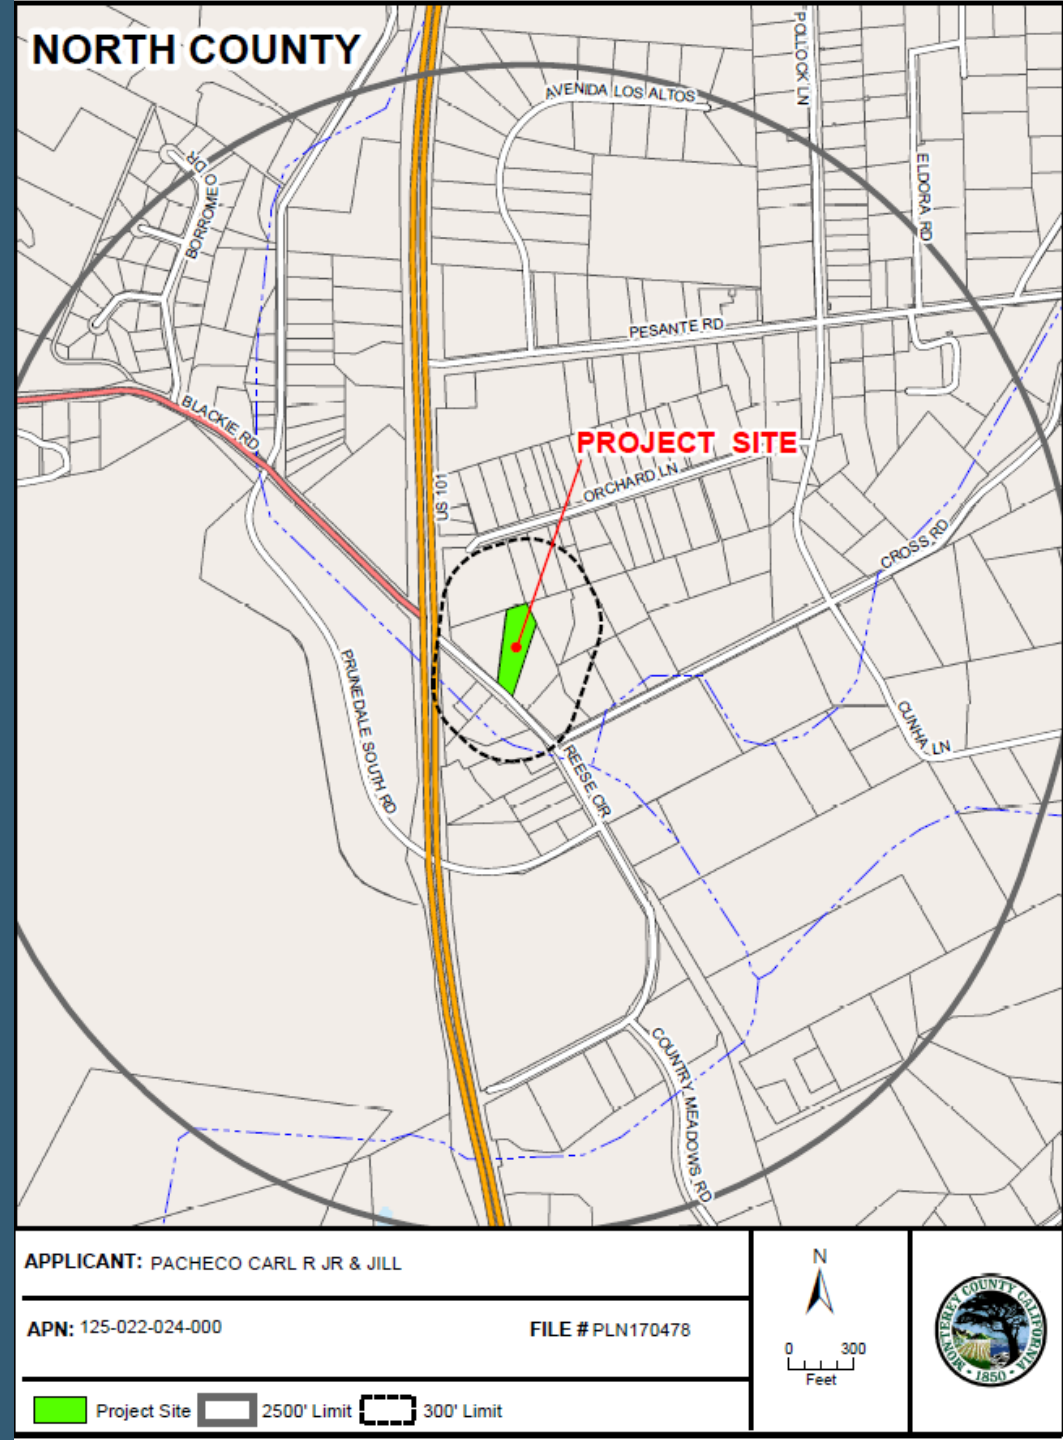 NORTH COUNTY
AVENIDA LOS ALTOS
POLLOCK LN
BORROMEO DR
ELDORA RD
PESANTE RD
BLACKIE RD
PROJECT SITE
US 101
ORCHARD LN
CROSS RD
PRUNEDALE SOUTH RD
CUNHA LN
REESE CIR
COUNTRY MEADOWS RD
APPLICANT: PACHECO CARL R JR & JILL
APN: 125-022-024-000
FILE # PLN170478
Project Site
2500' Limit
300' Limit
N
0 300
Feet
MONTEREY COUNTY CALIFORNIA
1850